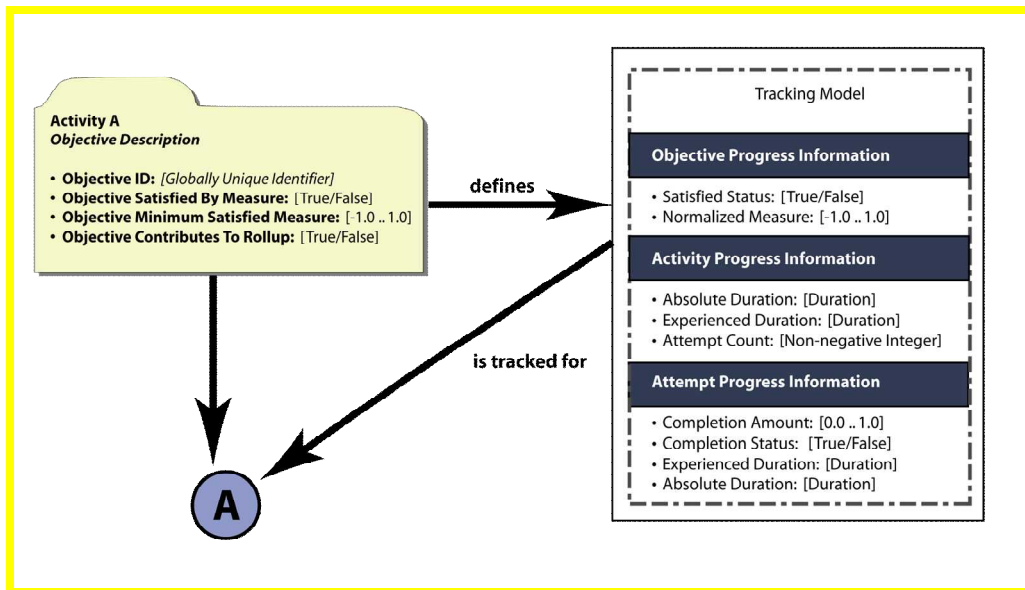 Activity A
Objective Description
• Objective ID: [Globally Unique Identifier]
• Objective Satisfied By Measure: [True/False]
• Objective Minimum Satisfied Measure: [-1.0 .. 1.0]
• Objective Contributes To Rollup: [True/False]
defines
is tracked for
A
Tracking Model
Objective Progress Information
• Satisfied Status: [True/False]
• Normalized Measure: [-1.0 .. 1.0]
Activity Progress Information
• Absolute Duration: [Duration]
• Experienced Duration: [Duration]
• Attempt Count: [Non-negative Integer]
Attempt Progress Information
• Completion Amount: [0.0 .. 1.0]
• Completion Status: [True/False]
• Experienced Duration: [Duration]
• Absolute Duration: [Duration]